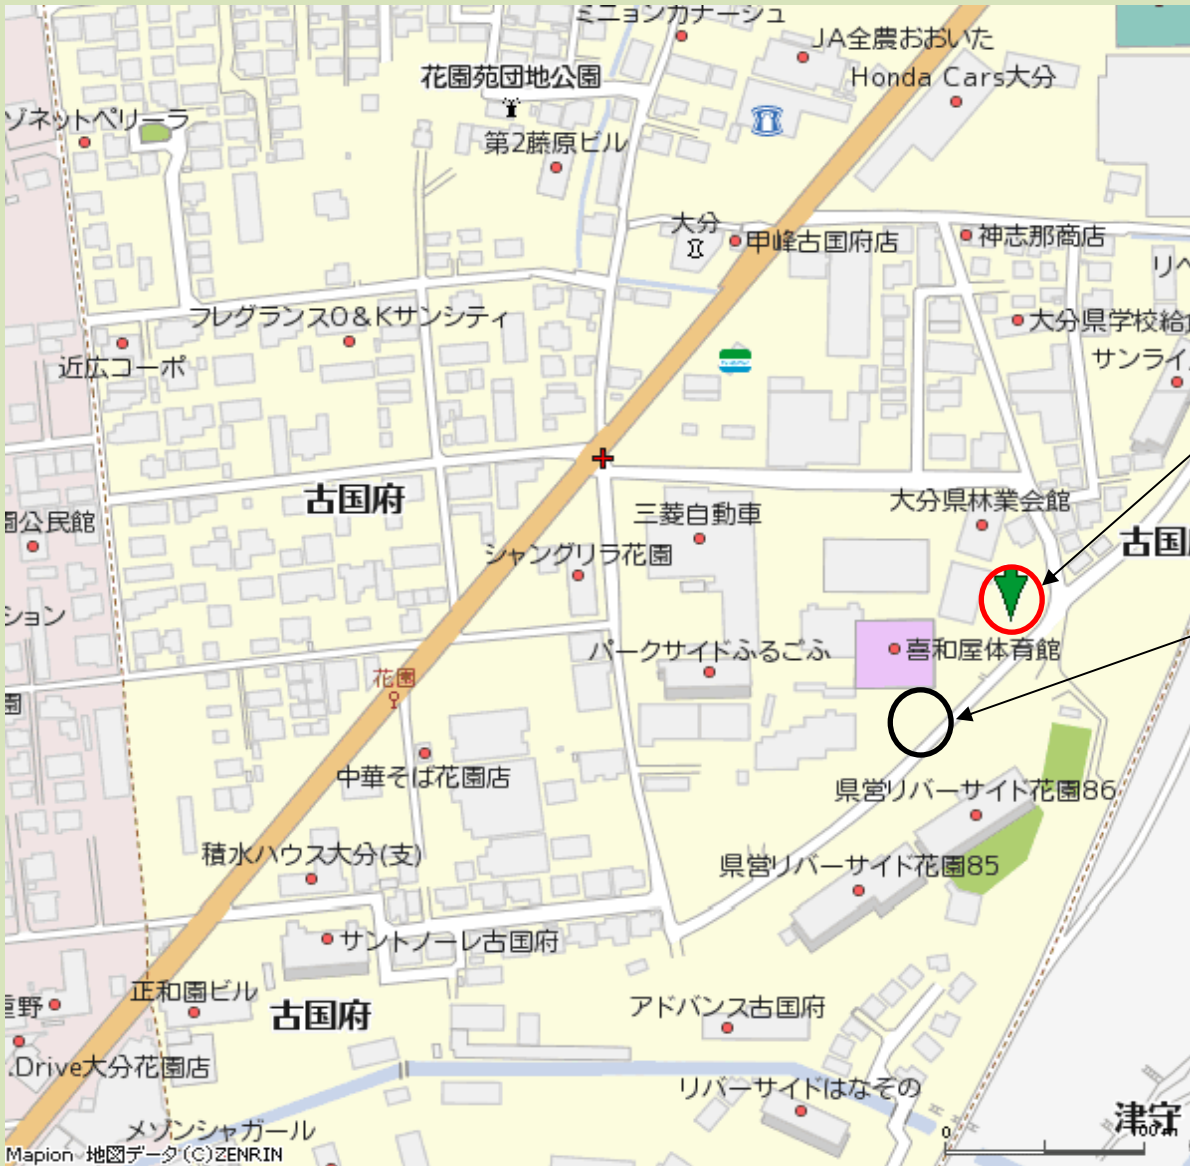 ミニョンガナーシュ
JA全農おおいた
花園苑団地公園
Honda Cars大分
ゾネットペリーラ
第2藤原ビル
大分
甲峰古国府店
神志那商店
リベ
フレグランスO&Kサンシティ
大分県学校給
近広コーポ
サンライ
古国府
大分県林業会館
園公民館
三菱自動車
古国
シャングリラ花園
ション
パークサイドふるごふ
喜和屋体育館
花園
園
中華そば花園店
県営リバーサイド花園86
積水ハウス大分(支)
県営リバーサイド花園85
サントノーレ古国府
正和園ビル
重野
古国府
アドバンス古国府
Drive大分花園店
リバーサイドはなその
メゾンシャガール
津守
0
100m
Mapion 地図データ(C)ZENRIN